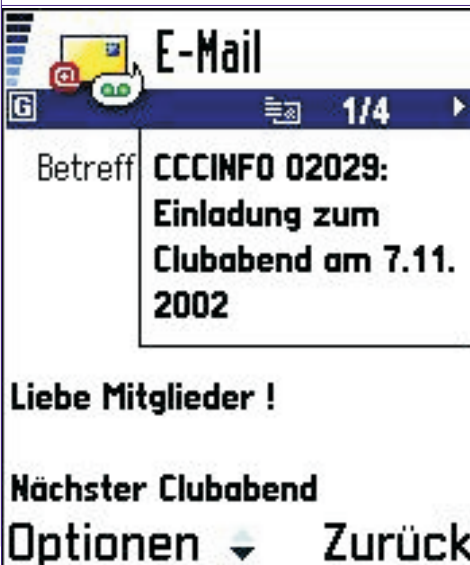 E-Mail
G 1/4
Betreff CCCINFO 02029:
Einladung zum
Clubabend am 7.11.
2002
Liebe Mitglieder !
Nächster Clubabend
Optionen Zurück